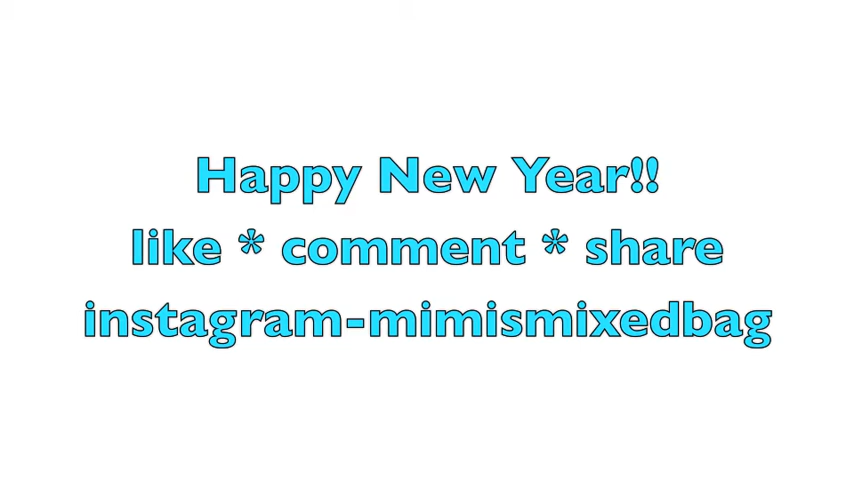 Happy New Year!!
like * comment * share
instagram-mimismixedbag